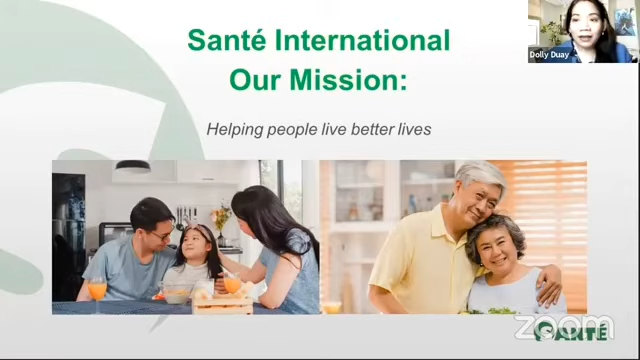 Santé International
Our Mission:
Helping people live better lives
Dolly Duay
zoom
SANTÉ